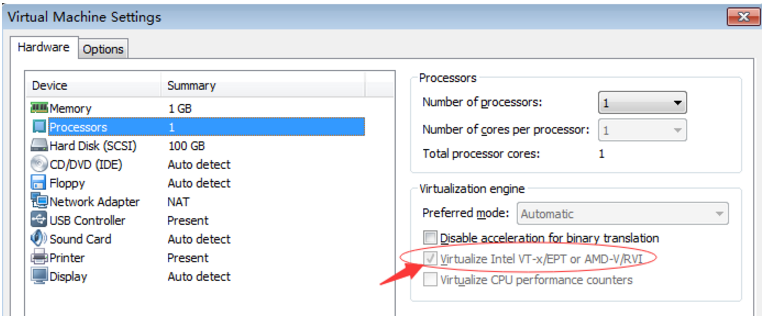 Virtual Machine Settings
Hardware Options
Device Summary
Memory 1 GB
Processors 1
Hard Disk (SCSI) 100 GB
CD/DVD (IDE) Auto detect
Floppy Auto detect
Network Adapter NAT
USB Controller Present
Sound Card Auto detect
Printer Present
Display Auto detect
Processors
Number of processors: 1
Number of cores per processor: 1
Total processor cores: 1
Virtualization engine
Preferred mode: Automatic
Disable acceleration for binary translation
Virtualize Intel VT-x/EPT or AMD-V/RVI
Virtualize CPU performance counters